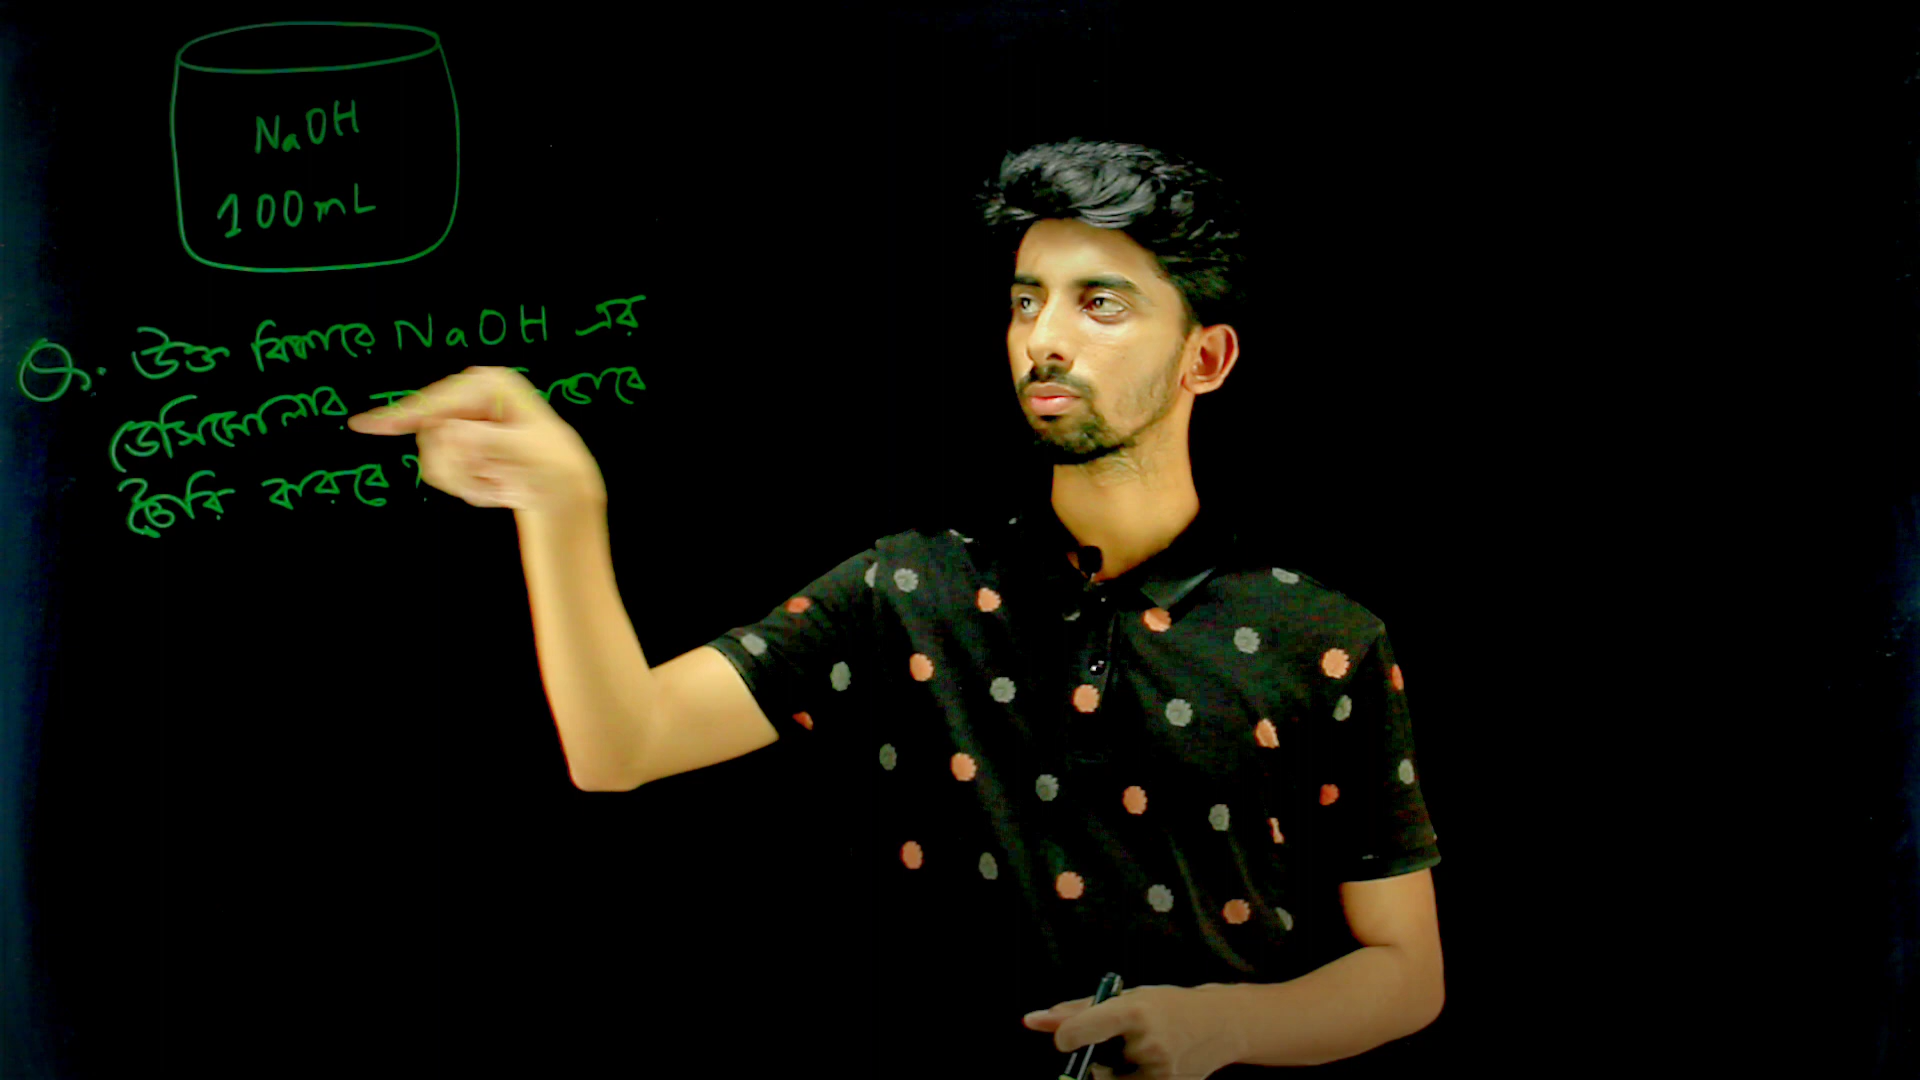 NaOH
100mL
Q. উক্ত বিকারে NaOH এর
ডেসিমোলার
তৈরি করবে ?